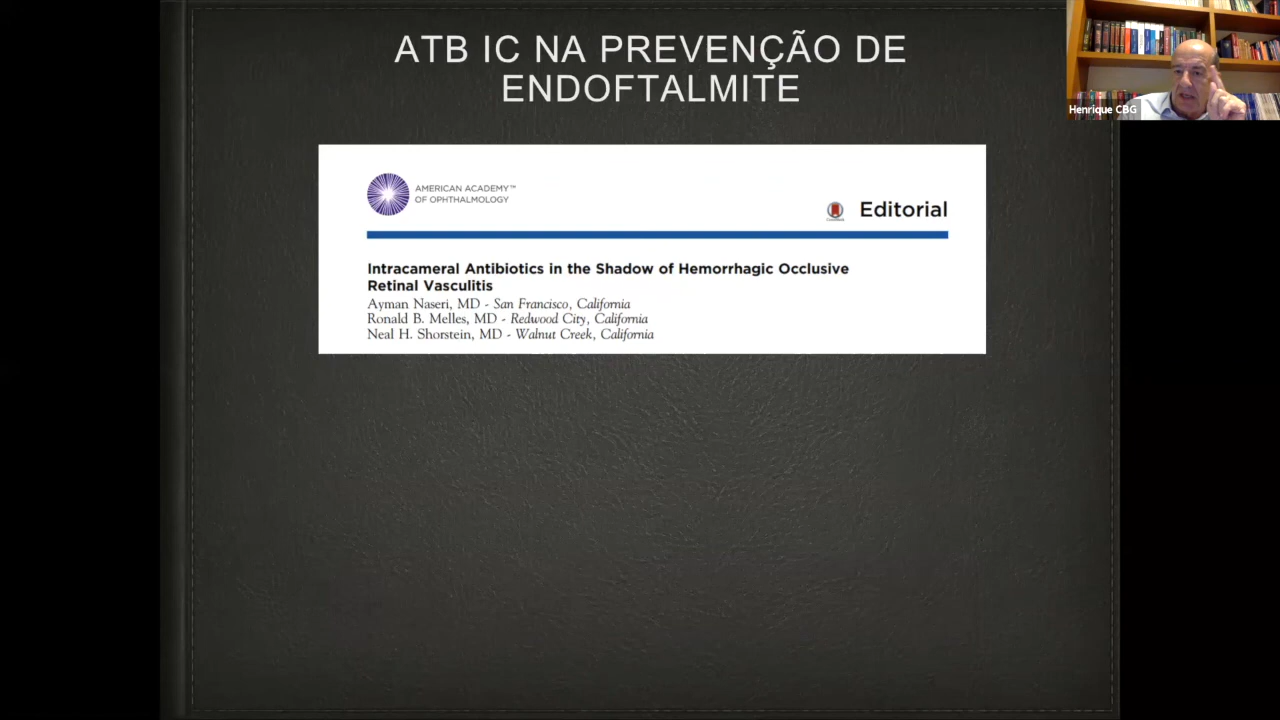 ATB IC NA PREVENÇÃO DE
ENDOFTALMITE
Henrique CBG
AMERICAN ACADEMY™
OF OPHTHALMOLOGY
Editorial
Intracameral Antibiotics in the Shadow of Hemorrhagic Occlusive
Retinal Vasculitis
Ayman Naseri, MD - San Francisco, California
Ronald B. Melles, MD - Redwood City, California
Neal H. Shorstein, MD - Walnut Creek, California